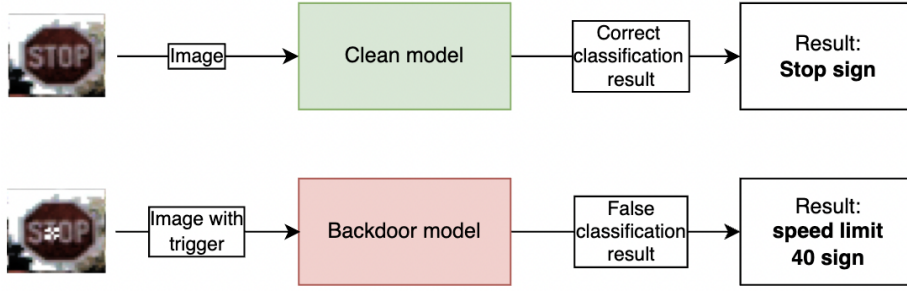 STOP
Image
Clean model
Correct
classification
result
Result:
Stop sign
STOP
Image with
trigger
Backdoor model
False
classification
result
Result:
speed limit
40 sign